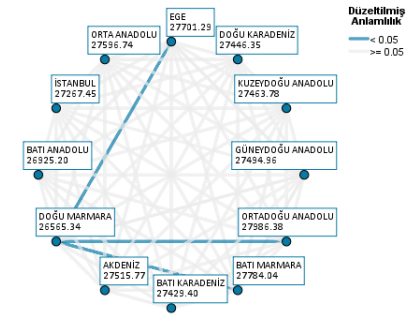 EGE
27701.29
ORTA ANADOLU
27596.74
DOĞU KARADENİZ
27446.35
İSTANBUL
27267.45
KUZEYDOĞU ANADOLU
27463.78
BATI ANADOLU
26925.20
GÜNEYDOĞU ANADOLU
27494.96
DOĞU MARMARA
26565.34
ORTADOĞU ANADOLU
27986.38
AKDENİZ
27515.77
BATI KARADENİZ
27429.40
BATI MARMARA
27784.04
Düzeltilmiş
Anlamlılık
< 0.05
>= 0.05